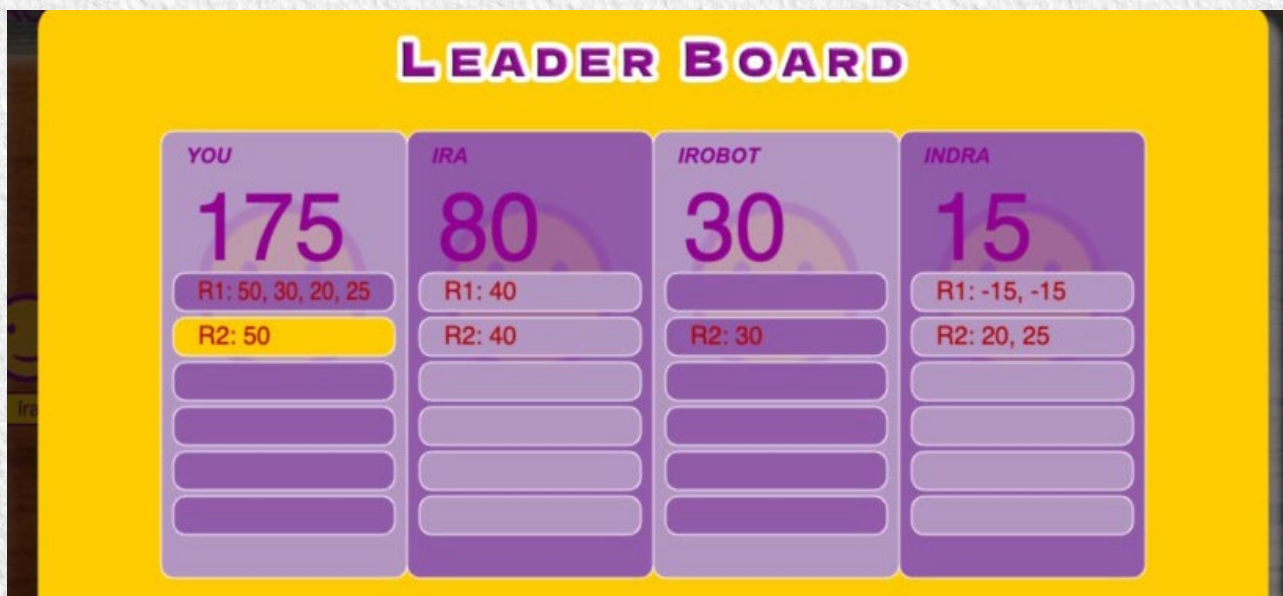 LEADER BOARD
YOU
175
R1: 50, 30, 20, 25
R2: 50
IRA
80
R1: 40
R2: 40
IROBOT
30
R2: 30
INDRA
15
R1: -15, -15
R2: 20, 25
Ira